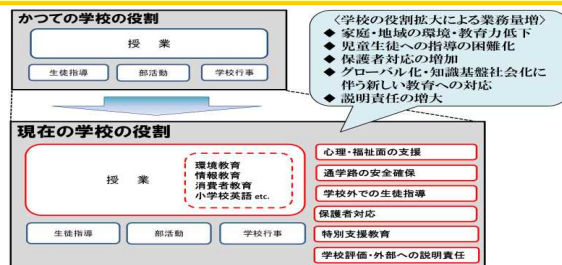 かつての学校の役割
授　業
生徒指導
部活動
学校行事
〈学校の役割拡大による業務量増〉
◆ 家庭・地域の環境・教育力低下
◆ 児童生徒への指導の困難化
◆ 保護者対応の増加
◆ グローバル化・知識基盤社会化に
伴う新しい教育への対応
◆ 説明責任の増大
現在の学校の役割
授　業
環境教育
情報教育
消費者教育
小学校英語 etc.
生徒指導
部活動
学校行事
心理・福祉面の支援
通学路の安全確保
学校外での生徒指導
保護者対応
特別支援教育
学校評価・外部への説明責任